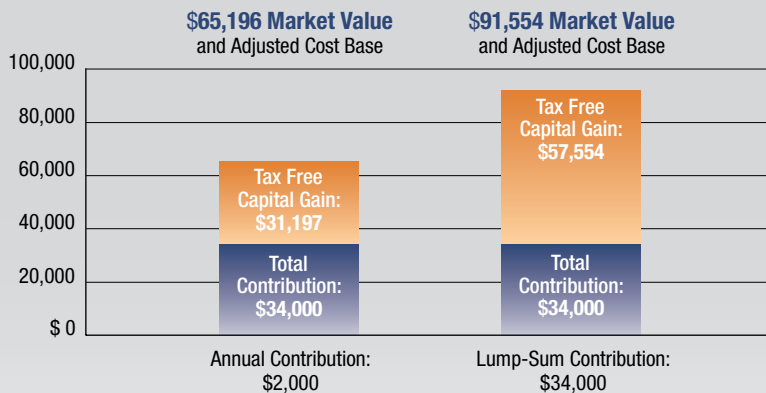 $65,196 Market Value
and Adjusted Cost Base
$91,554 Market Value
and Adjusted Cost Base
100,000
80,000
60,000
40,000
20,000
$ 0
Tax Free
Capital Gain:
$31,197
Total
Contribution:
$34,000
Tax Free
Capital Gain:
$57,554
Total
Contribution:
$34,000
Annual Contribution:
$2,000
Lump-Sum Contribution:
$34,000